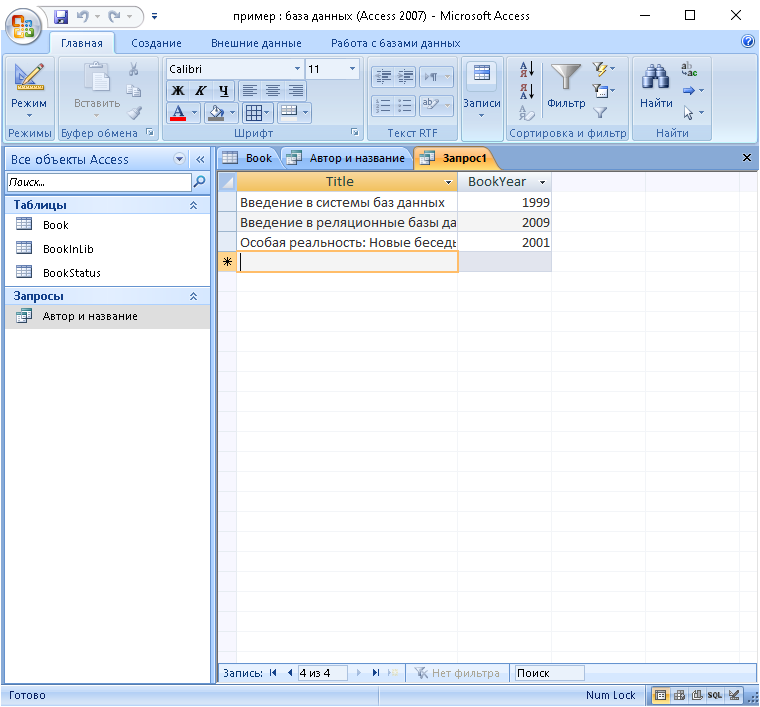 пример : база данных (Access 2007) - Microsoft Access
Главная Создание Внешние данные Работа с базами данных
Calibri 11
Режим Вставить Ж К Ч Записи Фильтр Найти
Режимы Буфер обмена Шрифт Текст RTF Сортировка и фильтр Найти
Все объекты Access
Book Автор и название Запрос1
Поиск...
Title BookYear
Таблицы
Book
BookInLib
BookStatus
Запросы
Автор и название
Введение в системы баз данных 1999
Введение в реляционные базы да 2009
Особая реальность: Новые беседы 2001
Запись: 4 из 4 Нет фильтра Поиск
Готово Num Lock SQL